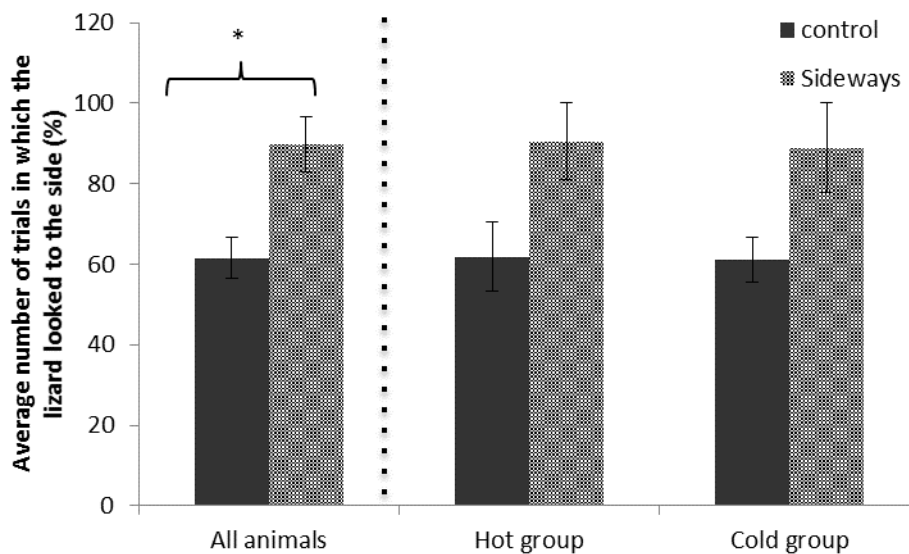 Average number of trials in which the
lizard looked to the side (%)
120
100
80
60
40
20
0
*
control
Sideways
All animals
Hot group
Cold group